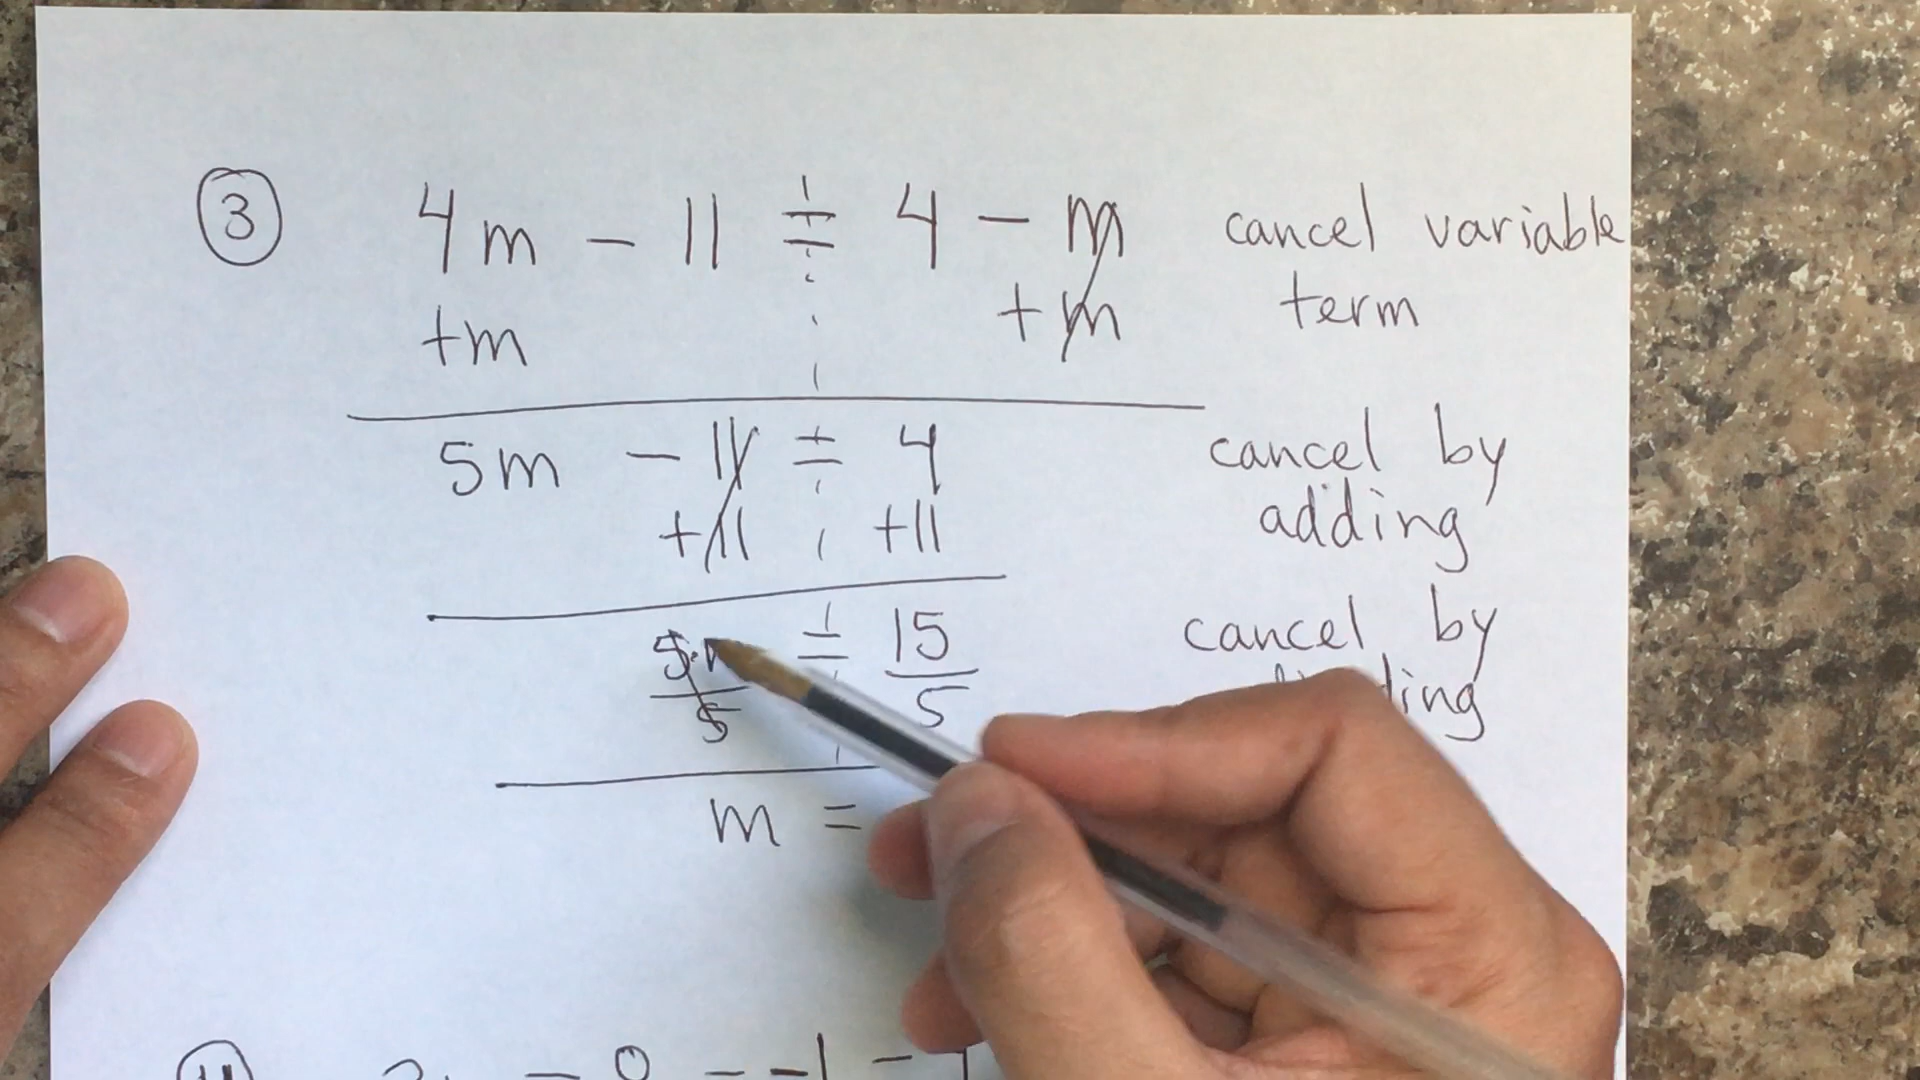 3 4m - 11 = 4 - m cancel variable
+m +m term
5m - 11 = 4 cancel by
+11 +11 adding
5· = 15 cancel by
5 5
m =